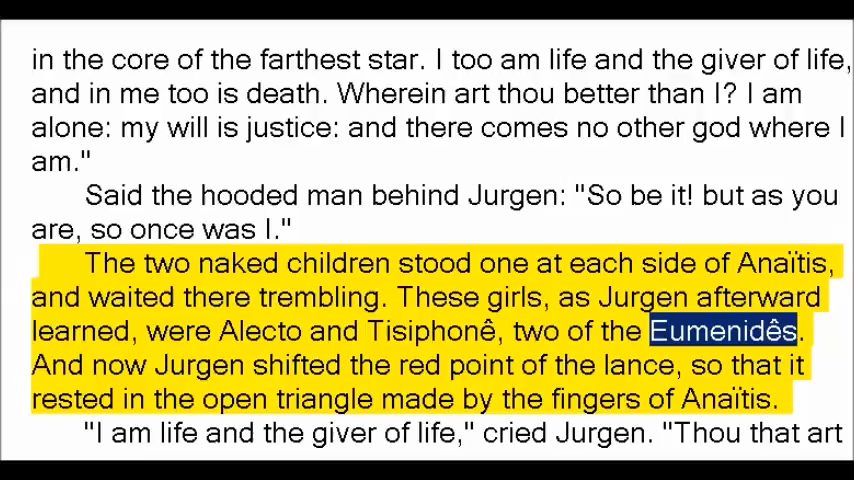 in the core of the farthest star. I too am life and the giver of life,
and in me too is death. Wherein art thou better than I? I am
alone: my will is justice: and there comes no other god where I
am."
Said the hooded man behind Jurgen: "So be it! but as you
are, so once was I."
The two naked children stood one at each side of Anaïtis,
and waited there trembling. These girls, as Jurgen afterward
learned, were Alecto and Tisiphonê, two of the Eumenidês.
And now Jurgen shifted the red point of the lance, so that it
rested in the open triangle made by the fingers of Anaïtis.
"I am life and the giver of life," cried Jurgen. "Thou that art